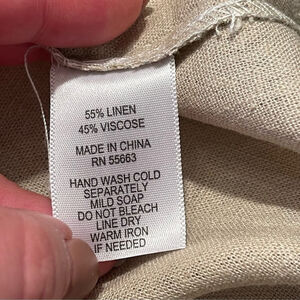 55% LINEN
45% VISCOSE
MADE IN CHINA
RN 55663
HAND WASH COLD
SEPARATELY
MILD SOAP
DO NOT BLEACH
LINE DRY
WARM IRON
IF NEEDED